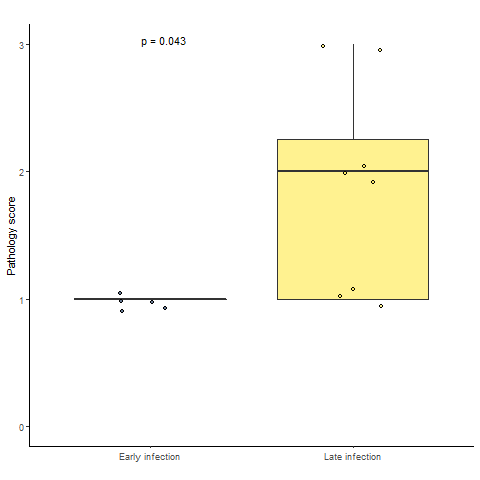 p = 0.043
3
2
1
0
Pathology score
Early infection
Late infection